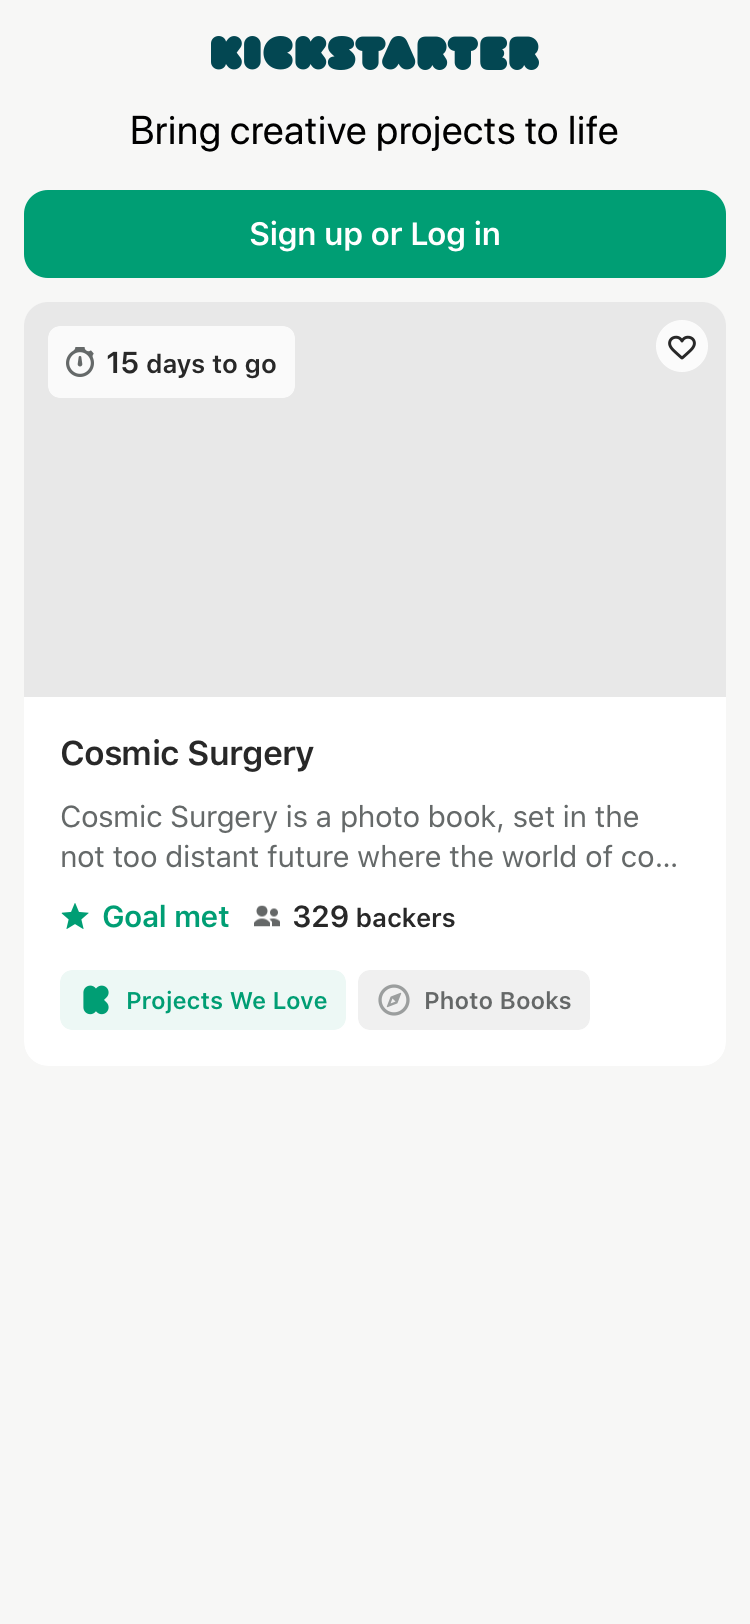 KICKSTARTER
Bring creative projects to life
Sign up or Log in
15 days to go
Cosmic Surgery
Cosmic Surgery is a photo book, set in the
not too distant future where the world of co...
Goal met 329 backers
Projects We Love Photo Books